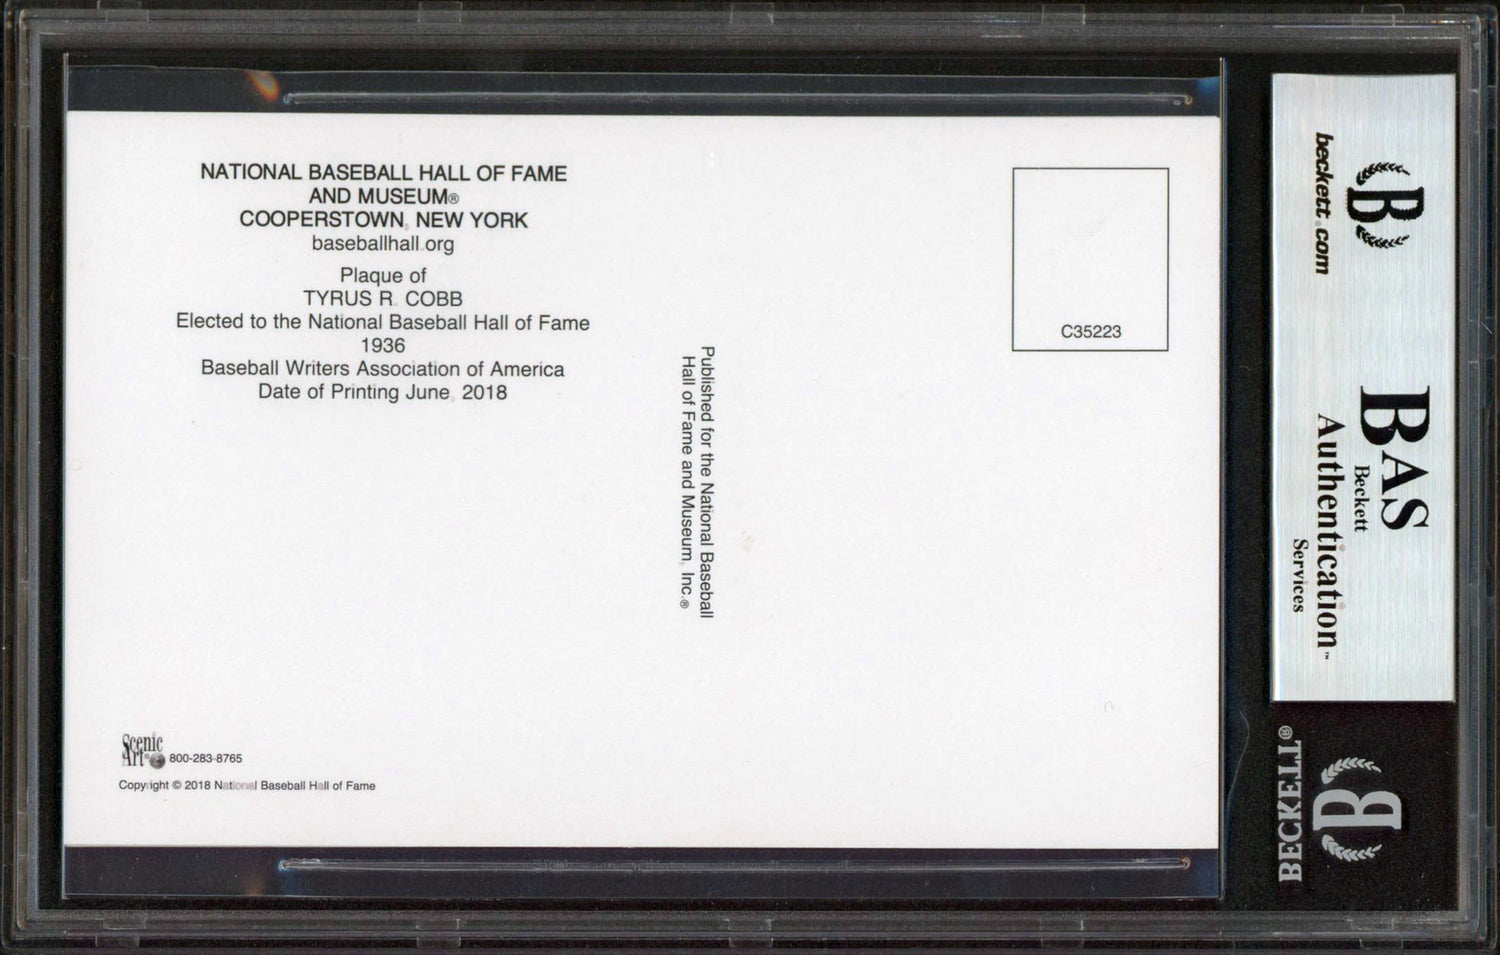 NATIONAL BASEBALL HALL OF FAME
AND MUSEUM®
COOPERSTOWN, NEW YORK
baseballhall.org
Plaque of
TYRUS R. COBB
Elected to the National Baseball Hall of Fame
1936
Baseball Writers Association of America
Date of Printing June, 2018
Published for the National Baseball
Hall of Fame and Museum, Inc.®
C35223
Scenic
Art® 800-283-8765
Copyright © 2018 National Baseball Hall of Fame
B
beckett.com
BAS
Beckett
Authentication™
Services
B
BECKETT®